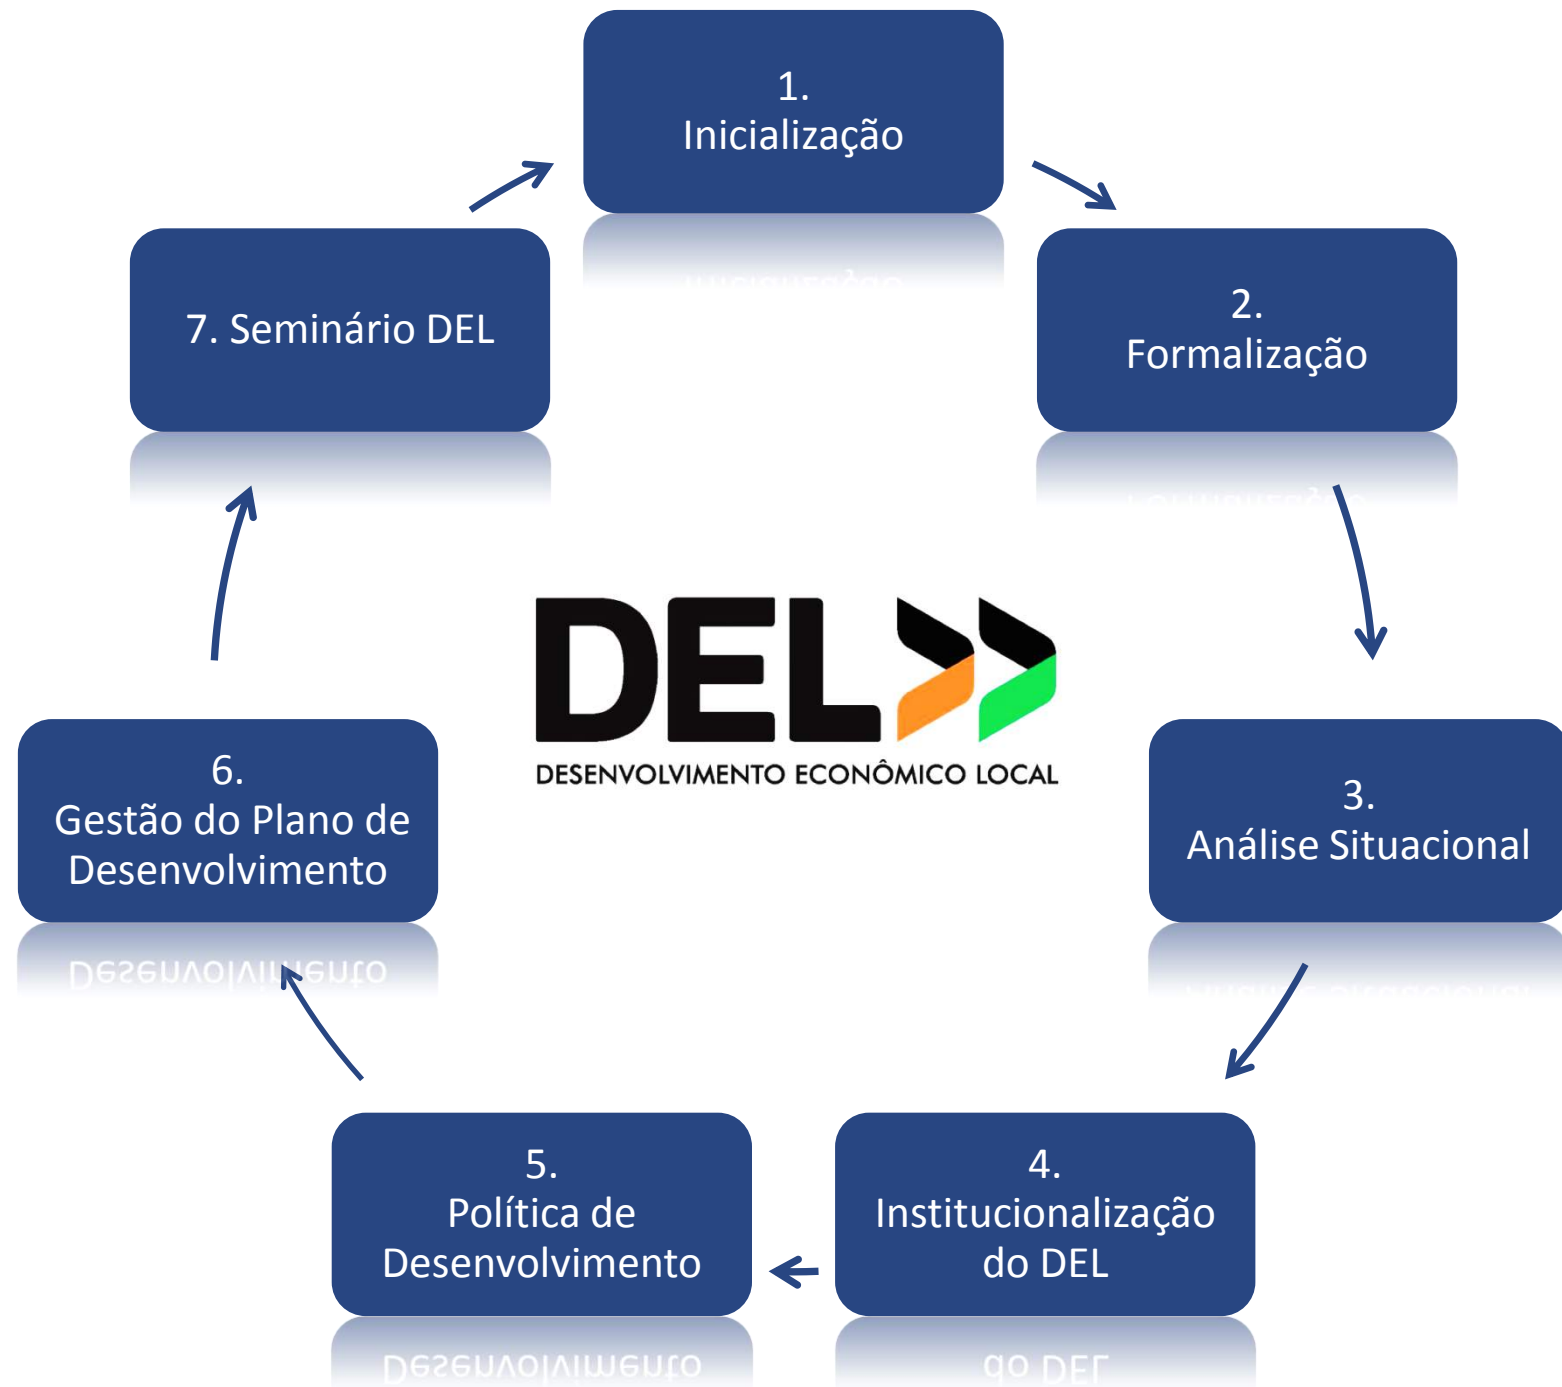 1.
Inicialização
2.
Formalização
3.
Análise Situacional
4.
Institucionalização
do DEL
5.
Política de
Desenvolvimento
6.
Gestão do Plano de
Desenvolvimento
7. Seminário DEL
DEL
DESENVOLVIMENTO ECONÔMICO LOCAL